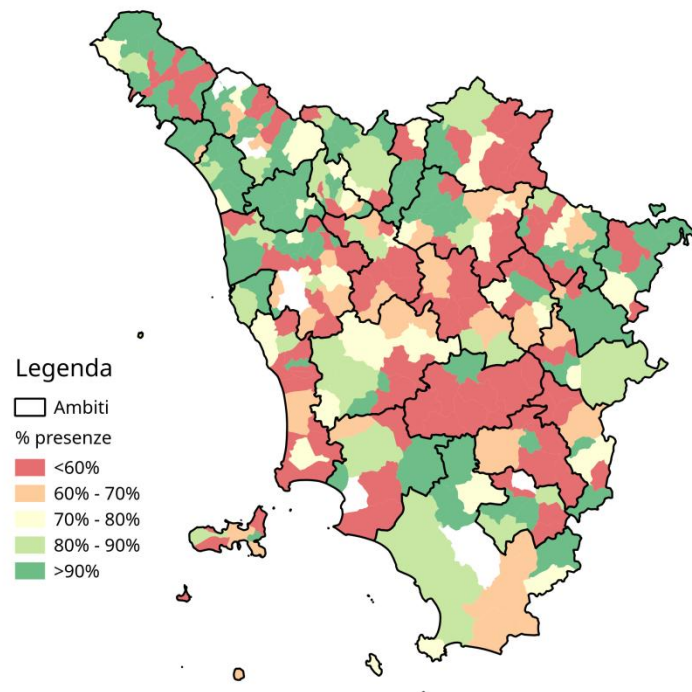 Legenda
Ambiti
% presenze
<60%
60% - 70%
70% - 80%
80% - 90%
>90%